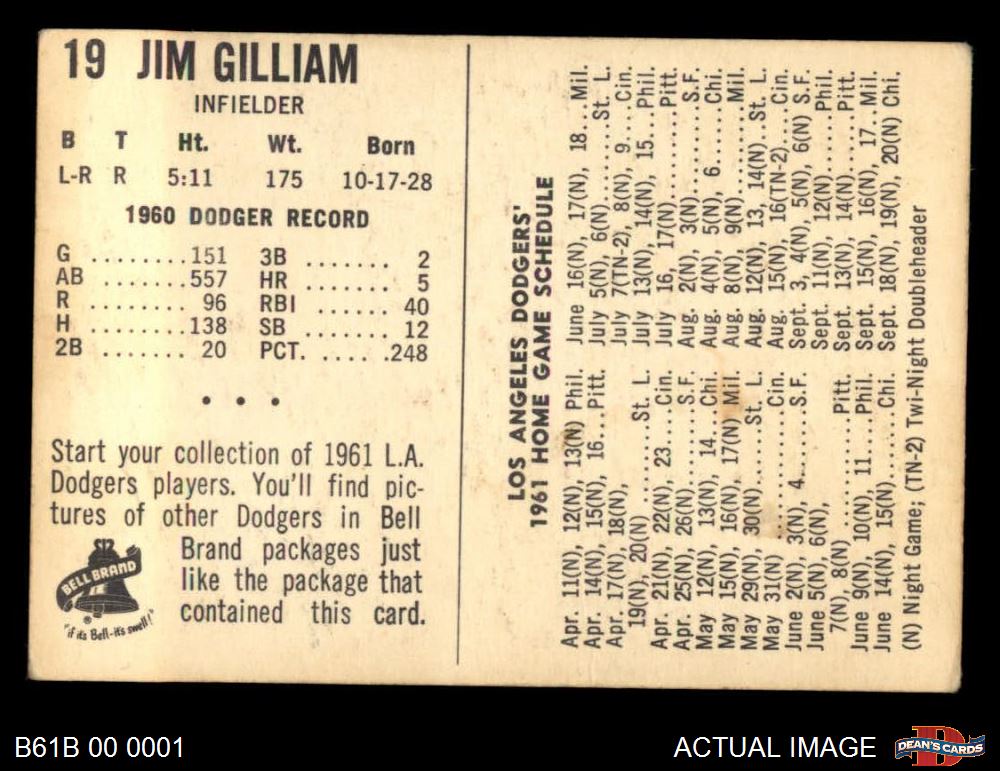 19 JIM GILLIAM
INFIELDER
B T Ht. Wt. Born
L-R R 5:11 175 10-17-28
1960 DODGER RECORD
G ........ 151 3B ....... 2
AB ........ 557 HR ....... 5
R ........ 96 RBI ...... 40
H ........ 138 SB ...... 12
2B ....... 20 PCT. ...... .248
• • •
Start your collection of 1961 L.A.
Dodgers players. You'll find pic-
tures of other Dodgers in Bell
Brand packages just
like the package that
contained this card.
BELL BRAND
"if it's Bell-it's swell!"
LOS ANGELES DODGERS'
1961 HOME GAME SCHEDULE
Apr. 11(N), 12(N), 13(N) Phil.
Apr. 14(N), 15(N), 16...Pitt.
Apr. 17(N), 18(N),
19(N), 20(N) ........St. L.
Apr. 21(N), 22(N), 23....Cin.
Apr. 25(N), 26(N)........S.F.
May 12(N), 13(N), 14...Chi.
May 15(N), 16(N), 17(N) Mil.
May 29(N), 30(N).....St. L.
May 31(N) ............Cin.
June 2(N), 3(N), 4......S.F.
June 5(N), 6(N),
7(N), 8(N) ..........Pitt.
June 9(N), 10(N), 11...Phil.
June 14(N), 15(N)......Chi.
June 16(N), 17(N), 18...Mil.
July 5(N), 6(N).......St. L.
July 7(TN-2), 8(N), 9....Cin.
July 13(N), 14(N), 15...Phil.
July 16, 17(N)........Pitt.
Aug. 2(N), 3(N).......S.F.
Aug. 4(N), 5(N), 6.....Chi.
Aug. 8(N), 9(N)........Mil.
Aug. 12(N), 13, 14(N)..St. L.
Aug. 15(N), 16(TN-2)....Cin.
Sept. 3, 4(N), 5(N), 6(N) S.F.
Sept. 11(N), 12(N)......Phil.
Sept. 13(N), 14(N)......Pitt.
Sept. 15(N), 16(N), 17...Mil.
Sept. 18(N), 19(N), 20(N) Chi.
(N) Night Game; (TN-2) Twi-Night Doubleheader
B61B 00 0001
ACTUAL IMAGE
DEAN'S CARDS